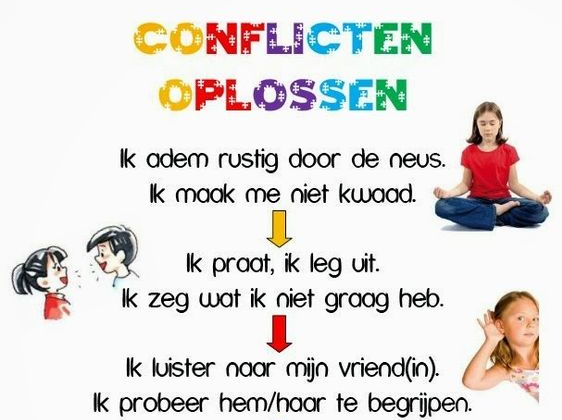 CONFLICTEN
OPLOSSEN
Ik adem rustig door de neus.
Ik maak me niet kwaad.
Ik praat, ik leg uit.
Ik zeg wat ik niet graag heb.
Ik luister naar mijn vriend(in).
Ik probeer hem/haar te begrijpen.